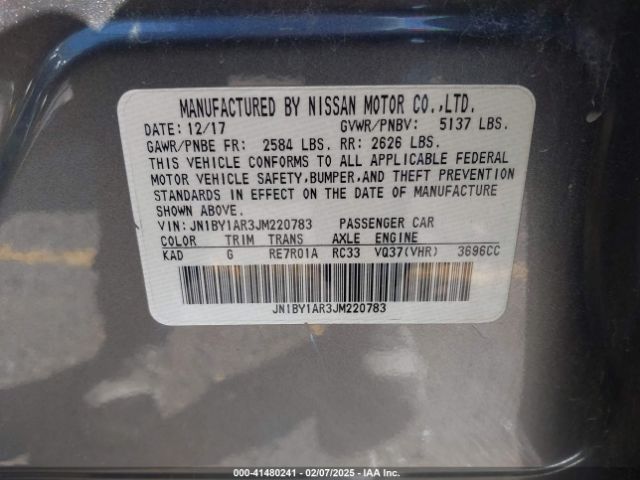 MANUFACTURED BY NISSAN MOTOR CO.,LTD.
DATE: 12/17 GVWR/PNBV: 5137 LBS.
GAWR/PNBE FR: 2584 LBS. RR: 2626 LBS.
THIS VEHICLE CONFORMS TO ALL APPLICABLE FEDERAL
MOTOR VEHICLE SAFETY,BUMPER,AND THEFT PREVENTION
STANDARDS IN EFFECT ON THE DATE OF MANUFACTURE
SHOWN ABOVE.
VIN: JN1BY1AR3JM220783 PASSENGER CAR
COLOR TRIM TRANS AXLE ENGINE
KAD G RE7R01A RC33 VQ37(VHR) 3696CC
JN1BY1AR3JM220783
000-41480241 - 02/07/2025 - IAA Inc.